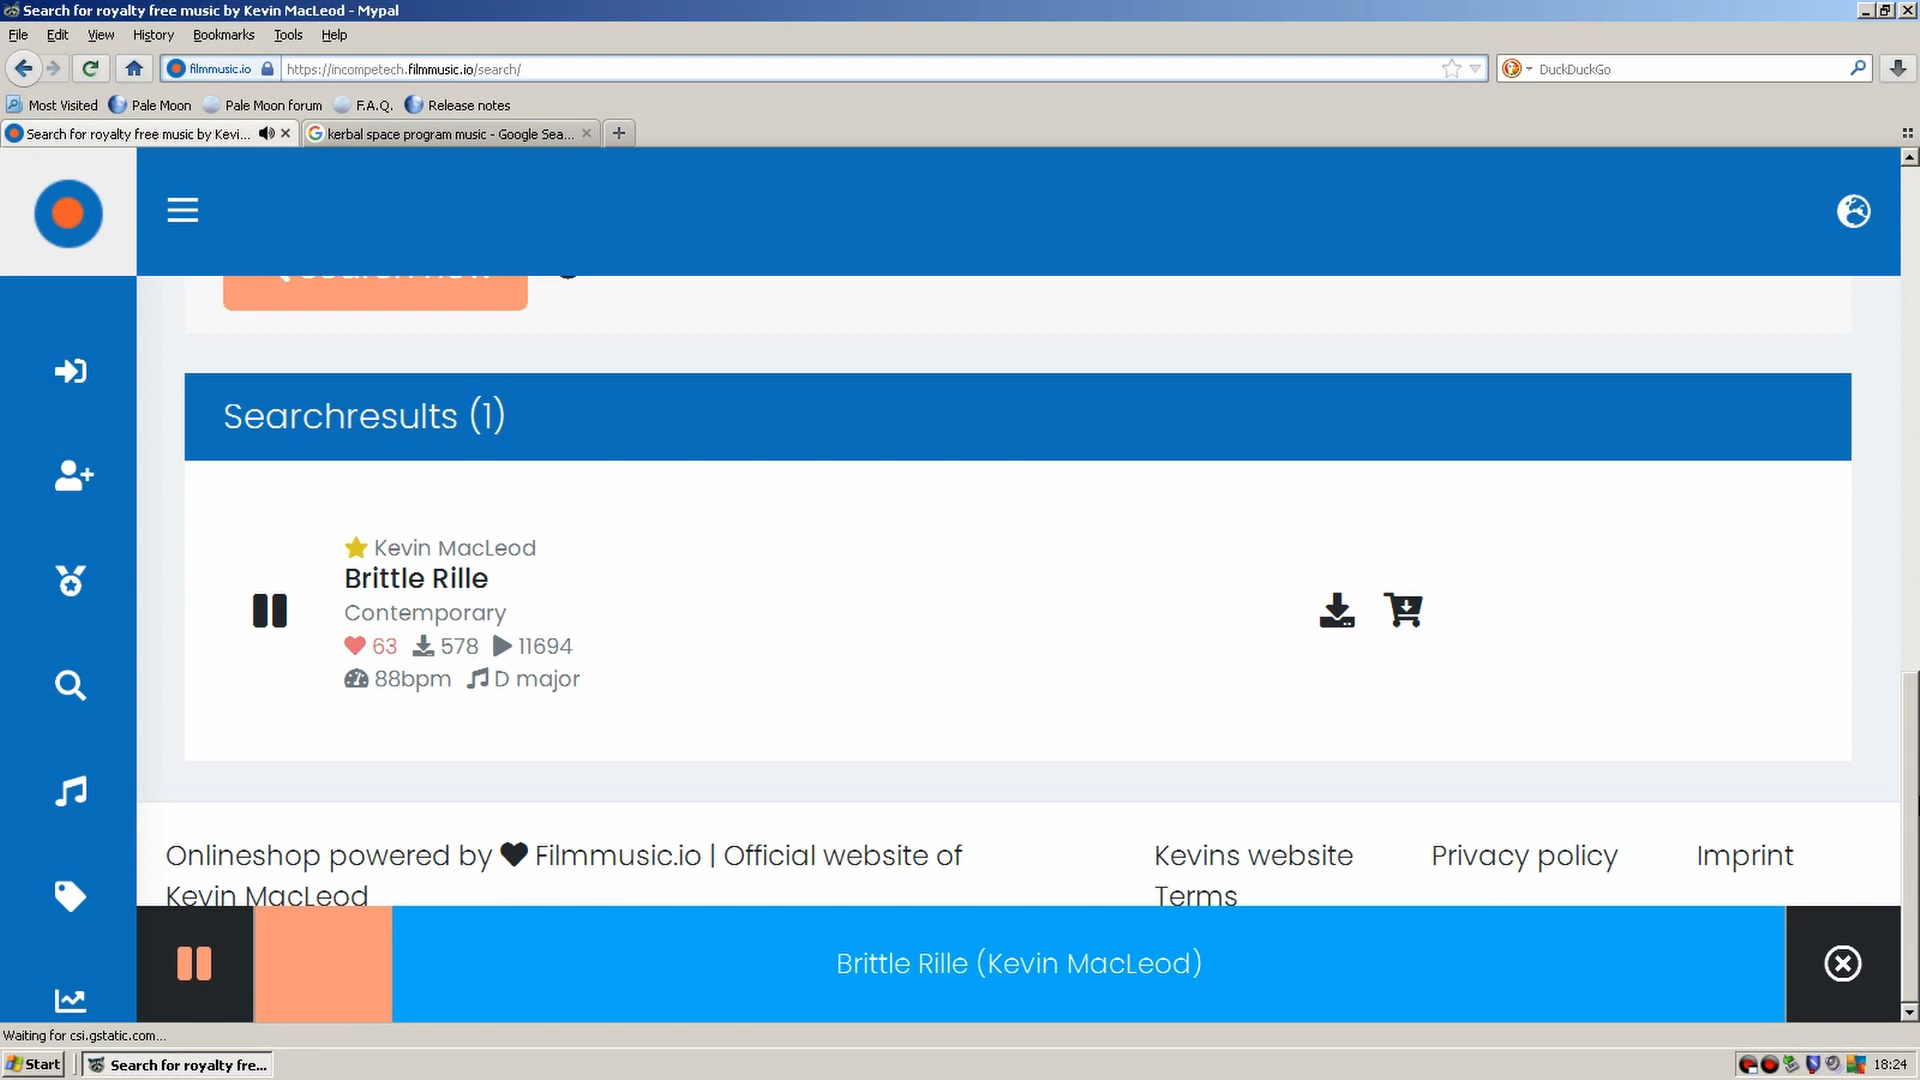 Search for royalty free music by Kevin MacLeod - Mypal
File Edit View History Bookmarks Tools Help
filmmusic.io https://incompetech.filmmusic.io/search/ DuckDuckGo
Most Visited Pale Moon Pale Moon forum F.A.Q. Release notes
Search for royalty free music by Kevi... kerbal space program music - Google Sea...
Searchresults (1)
Kevin MacLeod
Brittle Rille
Contemporary
63 578 11694
88bpm D major
Onlineshop powered by Filmmusic.io | Official website of
Kevin MacLeod
Kevins website Privacy policy Imprint
Terms
Brittle Rille (Kevin MacLeod)
Waiting for csi.gstatic.com...
Start Search for royalty fre... 18:24